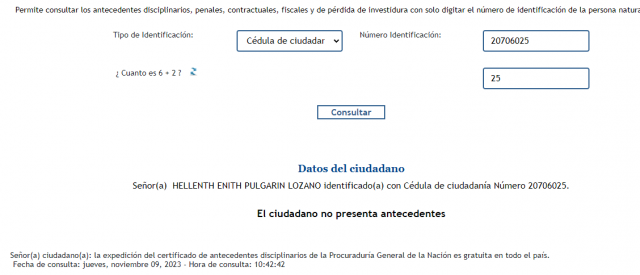 Permite consultar los antecedentes disciplinarios, penales, contractuales, fiscales y de pérdida de investidura con solo digitar el número de identificación de la persona natura
Tipo de Identificación: Cédula de ciudadar Número Identificación: 20706025
¿ Cuanto es 6 + 2 ? 25
Consultar
Datos del ciudadano
Señor(a) HELLENTH ENITH PULGARIN LOZANO identificado(a) con Cédula de ciudadanía Número 20706025.
El ciudadano no presenta antecedentes
Señor(a) ciudadano(a): la expedición del certificado de antecedentes disciplinarios de la Procuraduría General de la Nación es gratuita en todo el país.
Fecha de consulta: jueves, noviembre 09, 2023 - Hora de consulta: 10:42:42